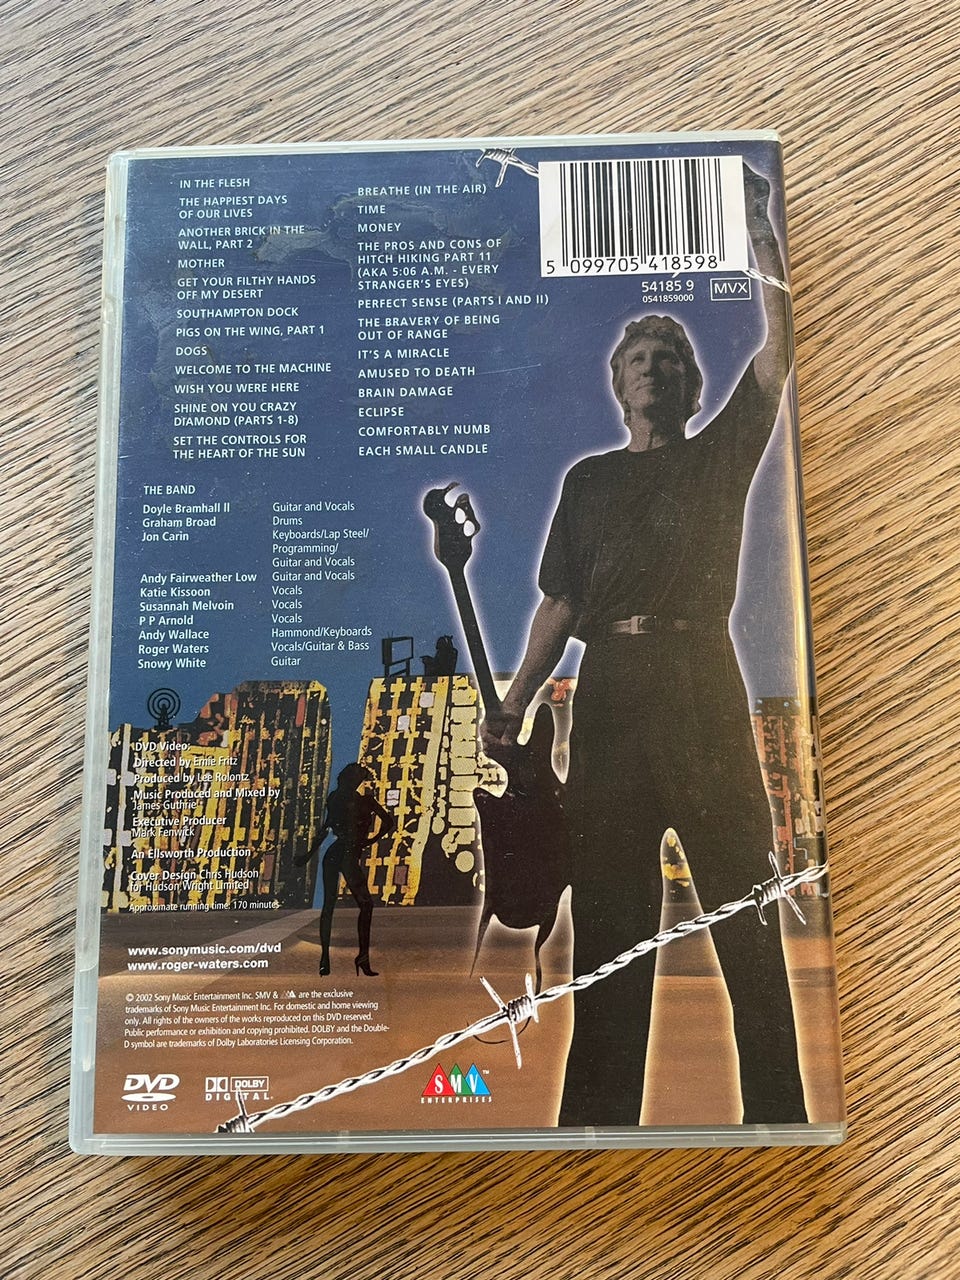 IN THE FLESH
THE HAPPIEST DAYS
OF OUR LIVES
ANOTHER BRICK IN THE
WALL, PART 2
MOTHER
GET YOUR FILTHY HANDS
OFF MY DESERT
SOUTHAMPTON DOCK
PIGS ON THE WING, PART 1
DOGS
WELCOME TO THE MACHINE
WISH YOU WERE HERE
SHINE ON YOU CRAZY
DIAMOND (PARTS 1-8)
SET THE CONTROLS FOR
THE HEART OF THE SUN
BREATHE (IN THE AIR)
TIME
MONEY
THE PROS AND CONS OF
HITCH HIKING PART 11
(AKA 5:06 A.M. - EVERY
STRANGER'S EYES)
PERFECT SENSE (PARTS I AND II)
THE BRAVERY OF BEING
OUT OF RANGE
IT'S A MIRACLE
AMUSED TO DEATH
BRAIN DAMAGE
ECLIPSE
COMFORTABLY NUMB
EACH SMALL CANDLE
5 099705 418598
54185 9
0541859000
MVX
THE BAND
Doyle Bramhall II Guitar and Vocals
Graham Broad Drums
Jon Carin Keyboards/Lap Steel/
Programming/
Guitar and Vocals
Andy Fairweather Low Guitar and Vocals
Katie Kissoon Vocals
Susannah Melvoin Vocals
P P Arnold Vocals
Andy Wallace Hammond/Keyboards
Roger Waters Vocals/Guitar & Bass
Snowy White Guitar
DVD Video:
Directed by Ernie Fritz
Produced by Lee Rolontz
Music Produced and Mixed by
James Guthrie
Executive Producer
Mark Fenwick
An Ellsworth Production
Cover Design Chris Hudson
for Hudson Wright Limited
Approximate running time: 170 minutes
www.sonymusic.com/dvd
www.roger-waters.com
© 2002 Sony Music Entertainment Inc. SMV & are the exclusive
trademarks of Sony Music Entertainment Inc. For domestic and home viewing
only. All rights of the owners of the works reproduced on this DVD reserved.
Public performance or exhibition and copying prohibited. DOLBY and the Double-
D symbol are trademarks of Dolby Laboratories Licensing Corporation.
DVD
VIDEO
DOLBY
DIGITAL
SMV™
ENTERPRISES